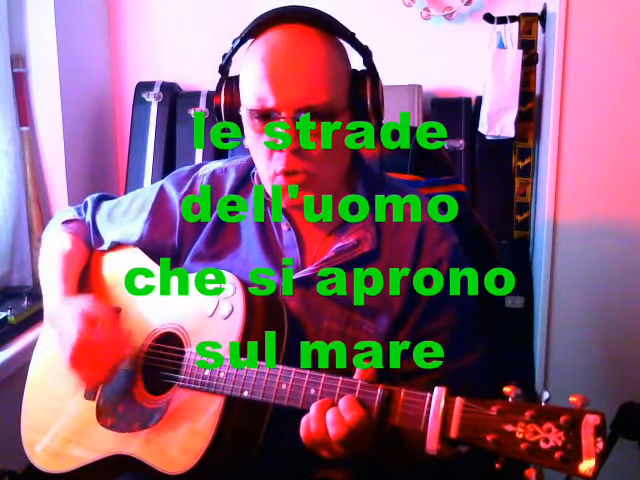 le strade
dell'uomo
che si aprono
sul mare